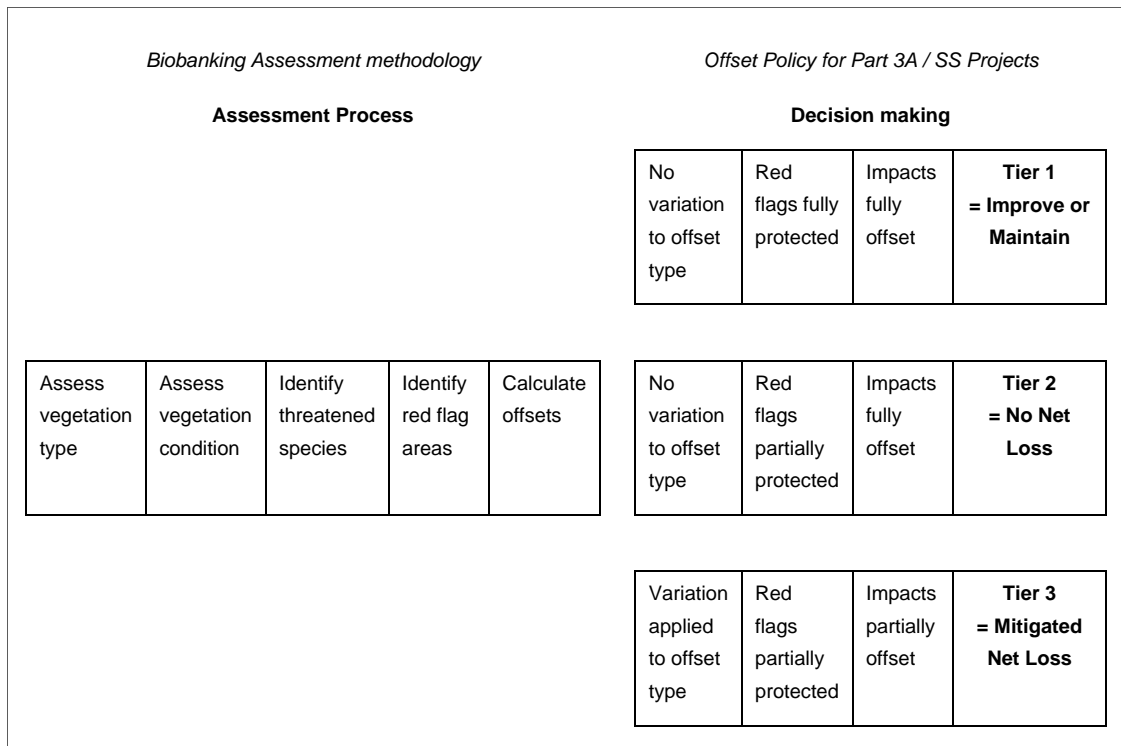 Biobanking Assessment methodology
Assessment Process
Offset Policy for Part 3A / SS Projects
Decision making
No
variation
to offset
type
Red
flags fully
protected
Impacts
fully
offset
Tier 1
= Improve or
Maintain
Assess
vegetation
type
Assess
vegetation
condition
Identify
threatened
species
Identify
red flag
areas
Calculate
offsets
No
variation
to offset
type
Red
flags
partially
protected
Impacts
fully
offset
Tier 2
= No Net
Loss
Variation
applied
to offset
type
Red
flags
partially
protected
Impacts
partially
offset
Tier 3
= Mitigated
Net Loss